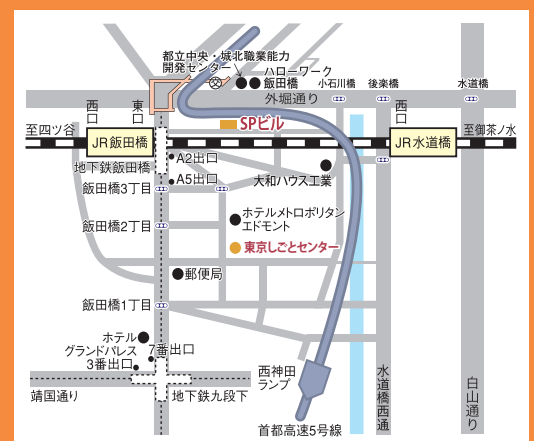 都立中央・城北職業能力
開発センター
ハローワーク
飯田橋
小石川橋
後楽橋
水道橋
外堀通り
西口
東口
西口
SPビル
至四ツ谷
JR飯田橋
JR水道橋
至御茶ノ水
地下鉄飯田橋
A2出口
A5出口
大和ハウス工業
飯田橋3丁目
ホテルメトロポリタン
エドモント
飯田橋2丁目
東京しごとセンター
郵便局
飯田橋1丁目
ホテル
グランドパレス
7番出口
3番出口
西神田
ランプ
水道橋西通
白山通り
靖国通り
地下鉄九段下
首都高速5号線